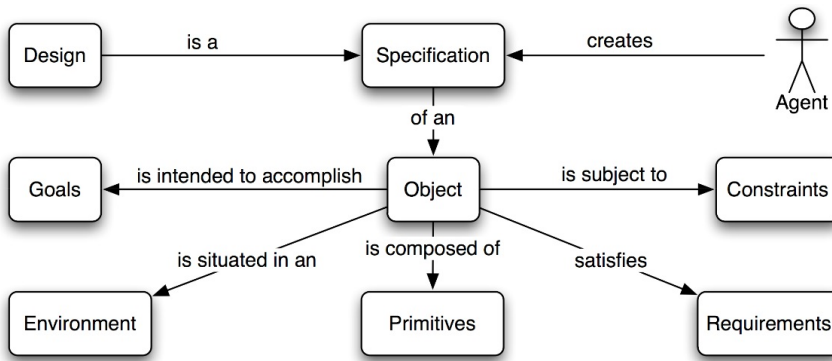 Design
is a
Specification
creates
Agent
of an
Goals
is intended to accomplish
Object
is subject to
Constraints
is situated in an
is composed of
satisfies
Environment
Primitives
Requirements